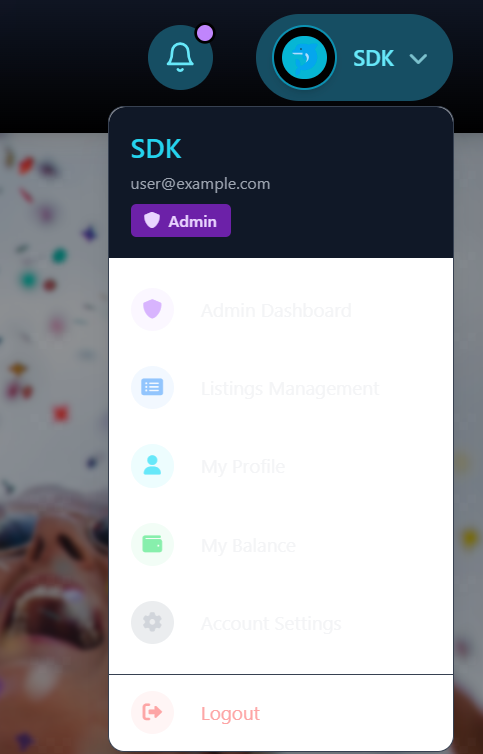 SDK
SDK
user@example.com
Admin
Admin Dashboard
Listings Management
My Profile
My Balance
Account Settings
Logout